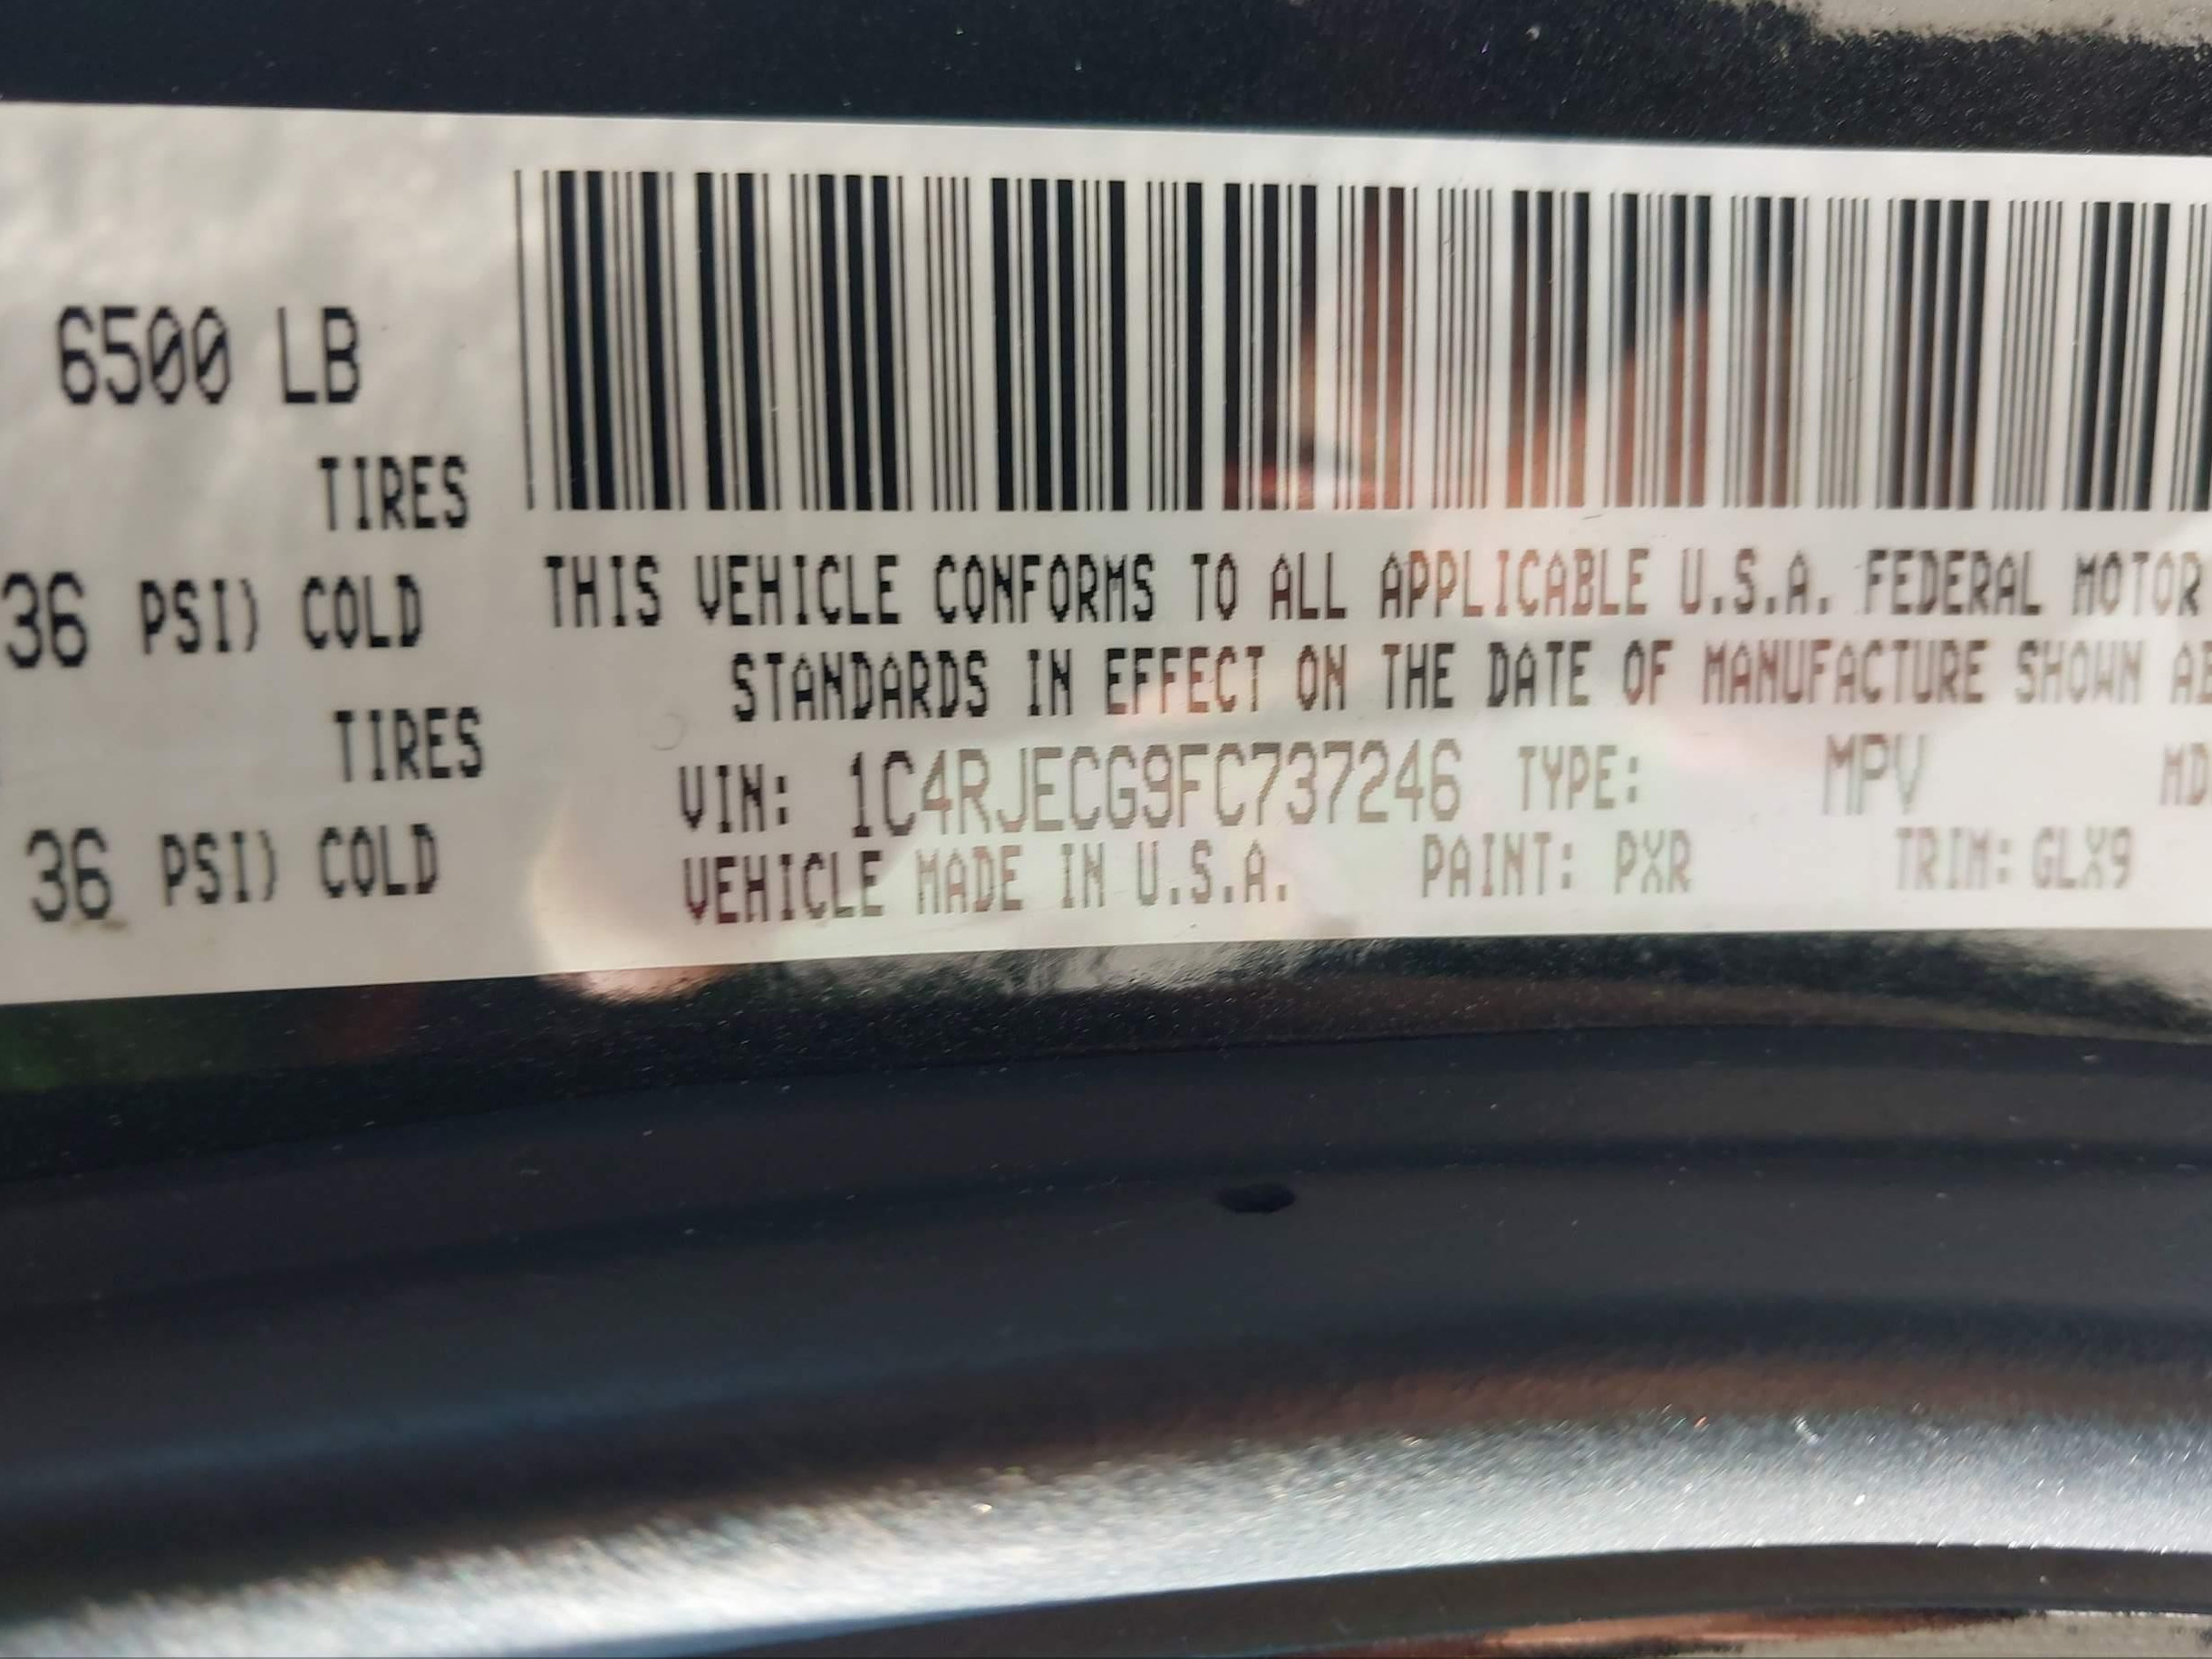 6500 LB
TIRES
36 PSI) COLD
TIRES
36 PSI) COLD
THIS VEHICLE CONFORMS TO ALL APPLICABLE U.S.A. FEDERAL MOTOR
STANDARDS IN EFFECT ON THE DATE OF MANUFACTURE SHOWN AB
VIN: 1C4RJECG9FC737246 TYPE: MPV MD
VEHICLE MADE IN U.S.A. PAINT: PXR TRIM: GLX9